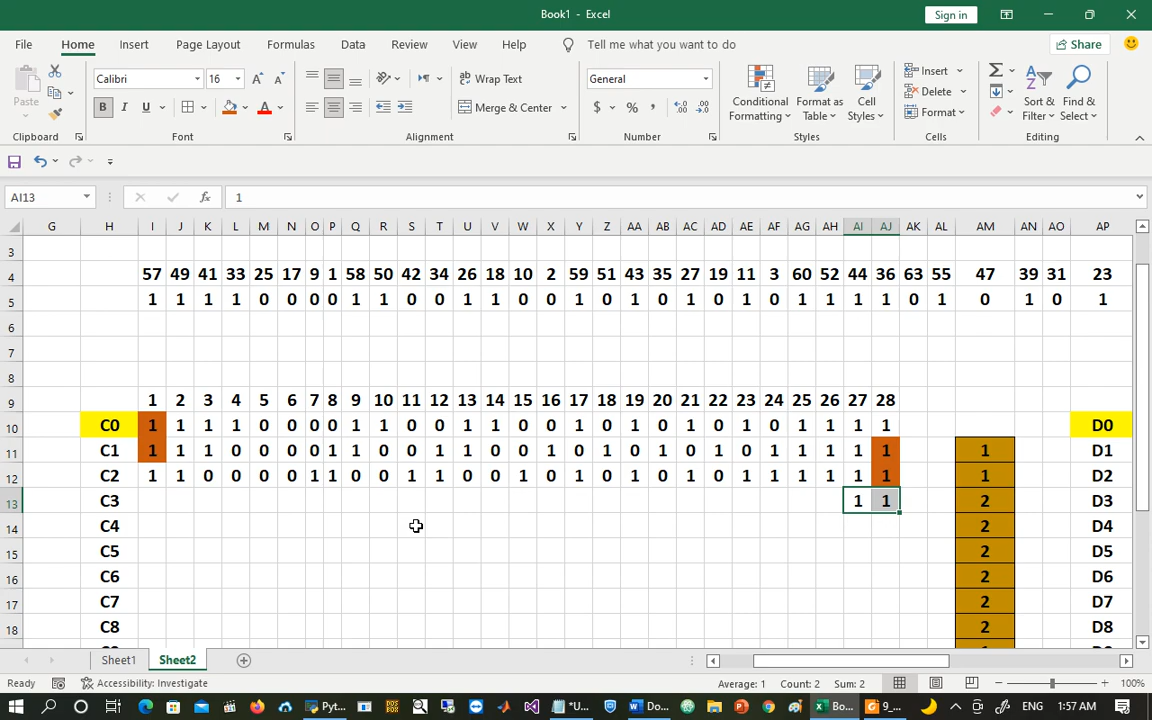 Book1 - Excel
Sign in
File Home Insert Page Layout Formulas Data Review View Help Tell me what you want to do Share
Paste
Calibri 16
B I U
Wrap Text
Merge & Center
General
$ % ,
Conditional Formatting
Format as Table
Cell Styles
Insert
Delete
Format
Sort & Filter
Find & Select
Clipboard Font Alignment Number Styles Cells Editing
AI13 fx 1
G H I J K L M N O P Q R S T U V W X Y Z AA AB AC AD AE AF AG AH AI AJ AK AL AM AN AO AP
3
4 57 49 41 33 25 17 9 1 58 50 42 34 26 18 10 2 59 51 43 35 27 19 11 3 60 52 44 36 63 55 47 39 31 23
5 1 1 1 1 0 0 0 0 1 1 0 0 1 1 0 0 1 0 1 0 1 0 1 0 1 1 1 1 0 1 0 1 0 1
6
7
8
9 1 2 3 4 5 6 7 8 9 10 11 12 13 14 15 16 17 18 19 20 21 22 23 24 25 26 27 28
10 C0 1 1 1 1 0 0 0 0 1 1 0 0 1 1 0 0 1 0 1 0 1 0 1 0 1 1 1 1 D0
11 C1 1 1 1 0 0 0 0 1 1 0 0 1 1 0 0 1 0 1 0 1 0 1 0 1 1 1 1 1 1 D1
12 C2 1 1 0 0 0 0 1 1 0 0 1 1 0 0 1 0 1 0 1 0 1 0 1 1 1 1 1 1 1 D2
13 C3 1 1 2 D3
14 C4 2 D4
15 C5 2 D5
16 C6 2 D6
17 C7 2 D7
18 C8 2 D8
Sheet1 Sheet2
Ready Accessibility: Investigate Average: 1 Count: 2 Sum: 2 100%
Pyt... *U... Do... Bo... 9_... ENG 1:57 AM